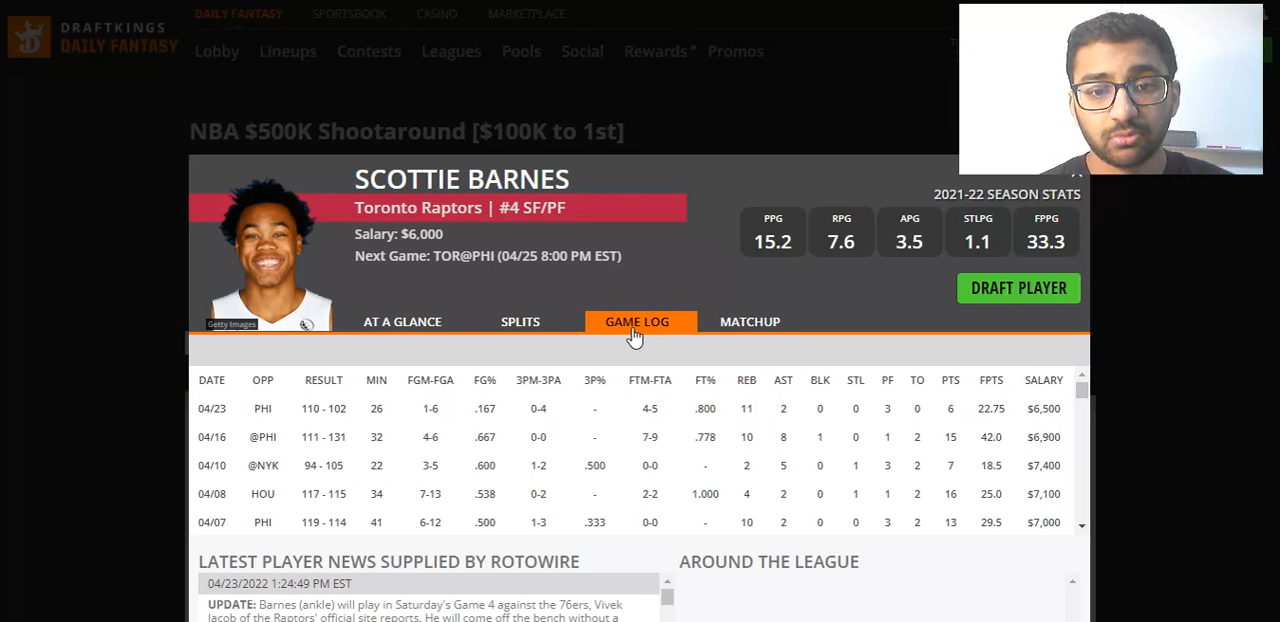 DRAFTKINGS
DAILY FANTASY
DAILY FANTASY SPORTSBOOK CASINO MARKETPLACE
Lobby Lineups Contests Leagues Pools Social Rewards Promos
NBA $500K Shootaround [$100K to 1st]
SCOTTIE BARNES
Toronto Raptors | #4 SF/PF
Salary: $6,000
Next Game: TOR@PHI (04/25 8:00 PM EST)
Getty Images
2021-22 SEASON STATS
PPG RPG APG STLPG FPPG
15.2 7.6 3.5 1.1 33.3
DRAFT PLAYER
AT A GLANCE SPLITS GAME LOG MATCHUP
DATE OPP RESULT MIN FGM-FGA FG% 3PM-3PA 3P% FTM-FTA FT% REB AST BLK STL PF TO PTS FPTS SALARY
04/23 PHI 110 - 102 26 1-6 .167 0-4 - 4-5 .800 11 2 0 0 3 0 6 22.75 $6,500
04/16 @PHI 111 - 131 32 4-6 .667 0-0 - 7-9 .778 10 8 1 0 1 2 15 42.0 $6,900
04/10 @NYK 94 - 105 22 3-5 .600 1-2 .500 0-0 - 2 5 0 1 3 2 7 18.5 $7,400
04/08 HOU 117 - 115 34 7-13 .538 0-2 - 2-2 1.000 4 2 0 1 1 2 16 25.0 $7,100
04/07 PHI 119 - 114 41 6-12 .500 1-3 .333 0-0 - 10 2 0 0 3 2 13 29.5 $7,000
LATEST PLAYER NEWS SUPPLIED BY ROTOWIRE
04/23/2022 1:24:49 PM EST
UPDATE: Barnes (ankle) will play in Saturday's Game 4 against the 76ers, Vivek
Jacob of the Raptors' official site reports. He will come off the bench without a
AROUND THE LEAGUE